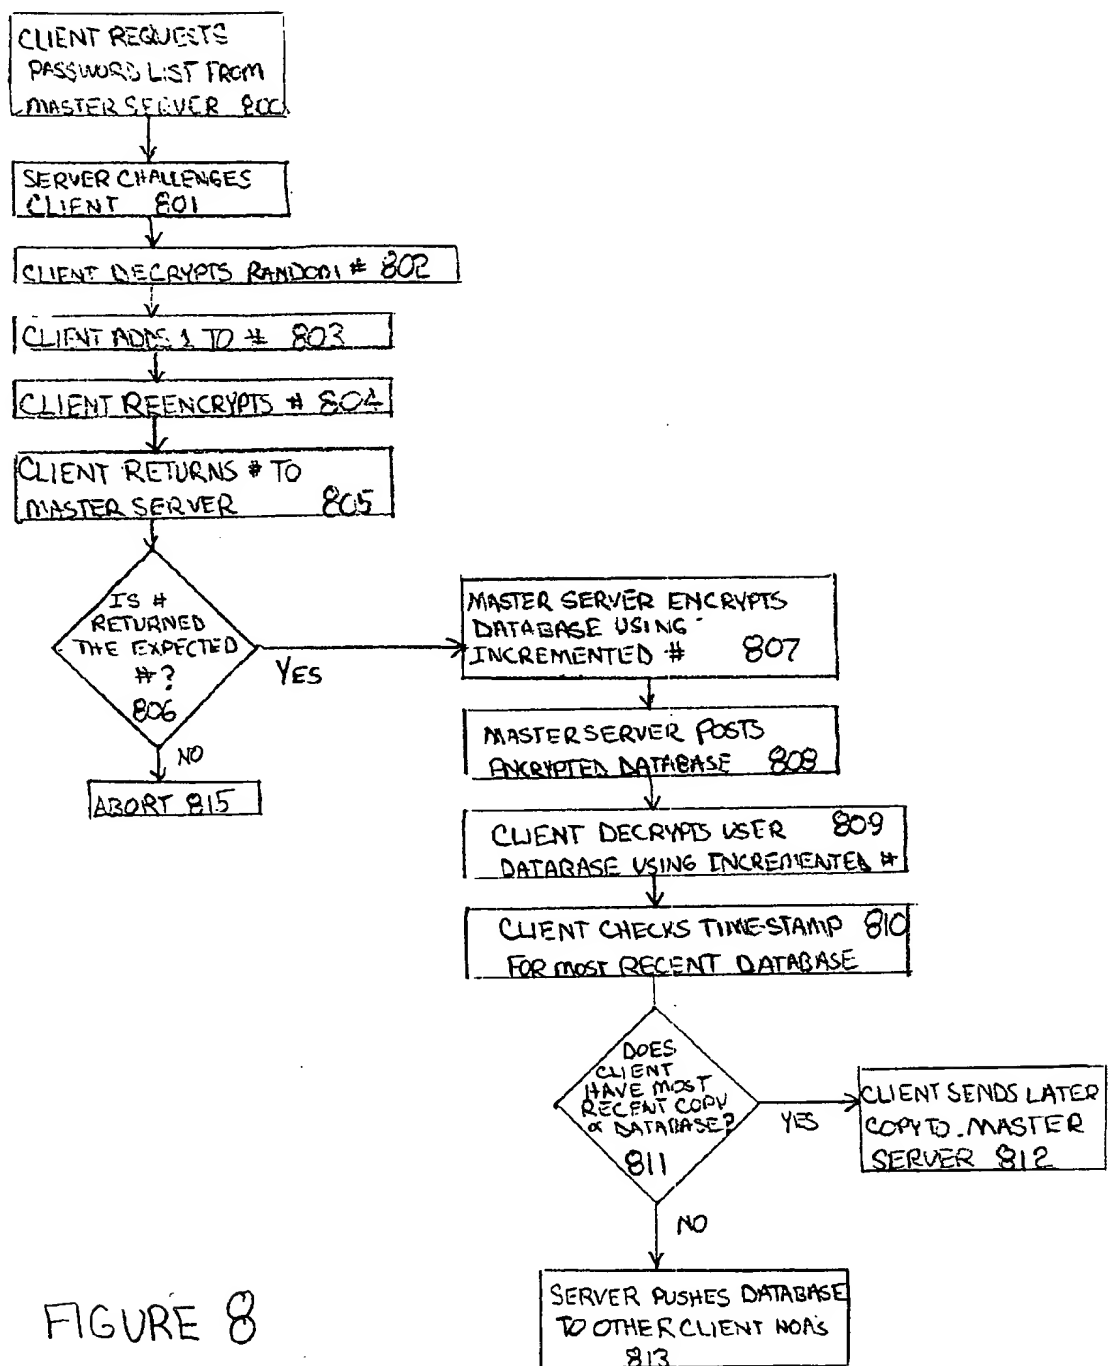 CLIENT REQUESTS
PASSWORD LIST FROM
MASTER SERVER 800
SERVER CHALLENGES
CLIENT 801
CLIENT DECRYPTS RANDOM # 802
CLIENT ADDS 1 TO # 803
CLIENT REENCRYPTS # 804
CLIENT RETURNS # TO
MASTER SERVER 805
IS #
RETURNED
THE EXPECTED
#?
806
YES
NO
ABORT 815
MASTER SERVER ENCRYPTS
DATABASE USING
INCREMENTED # 807
MASTER SERVER POSTS
ENCRYPTED DATABASE 808
CLIENT DECRYPTS USER 809
DATABASE USING INCREMENTED #
CLIENT CHECKS TIME-STAMP 810
FOR MOST RECENT DATABASE
DOES
CLIENT
HAVE MOST
RECENT COPY
OF DATABASE?
811
YES
CLIENT SENDS LATER
COPY TO MASTER
SERVER 812
NO
SERVER PUSHES DATABASE
TO OTHER CLIENT NOA'S
813
FIGURE 8